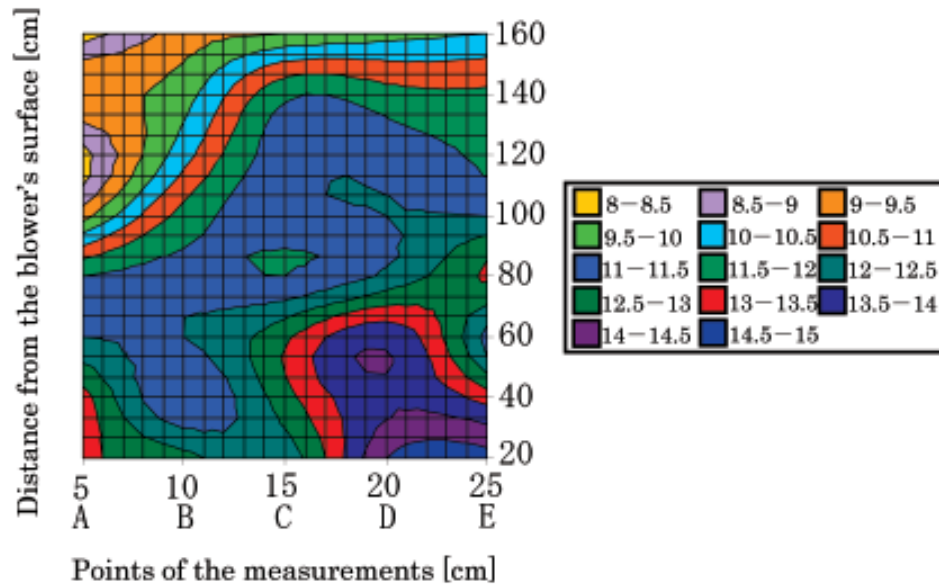 Distance from the blower's surface [cm]
160
140
120
100
80
60
40
20
5 10 15 20 25
A B C D E
Points of the measurements [cm]
8−8.5 8.5−9 9−9.5
9.5−10 10−10.5 10.5−11
11−11.5 11.5−12 12−12.5
12.5−13 13−13.5 13.5−14
14−14.5 14.5−15